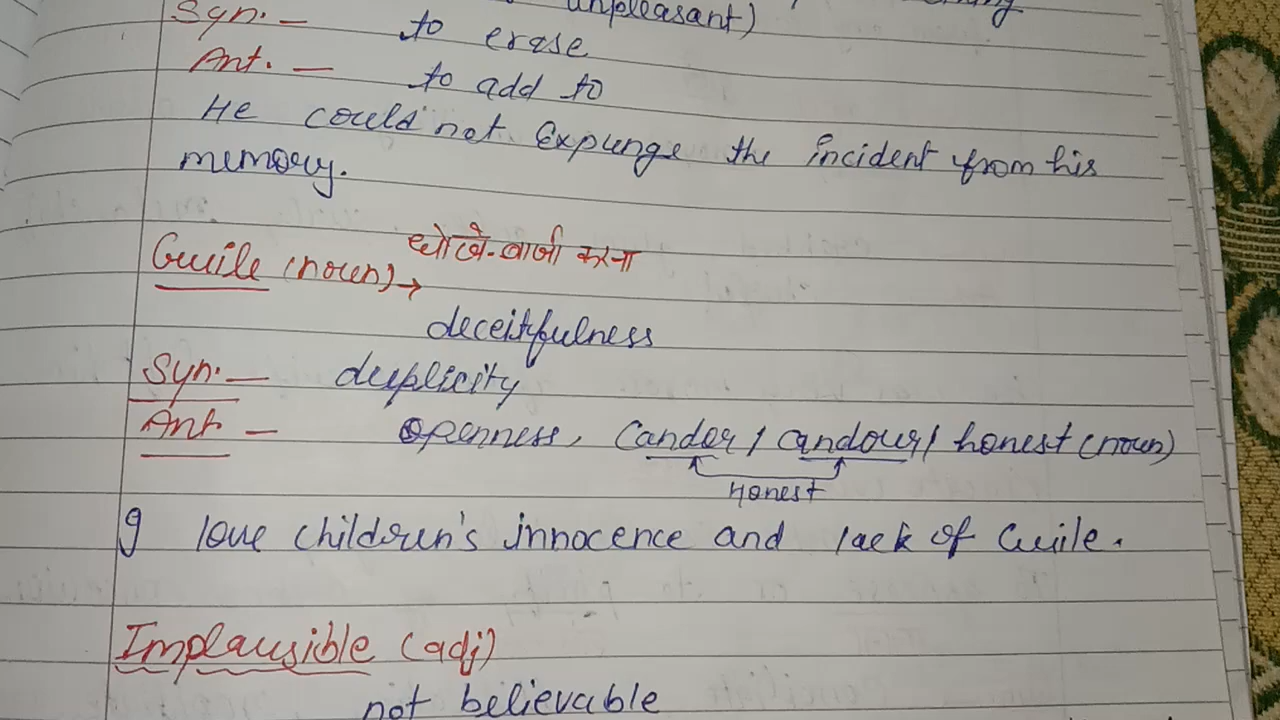 unpleasant)
Syn. - to erase
Ant. - to add to
He could not Expunge the incident from his
memory.
Guile (noun) → धोखे-बाजी करना
deceitfulness
Syn. - duplicity
Ant - openness, Candor / candour / honest (noun)
Honest
I love children's innocence and lack of Guile.
Implausible (adj)
not believable